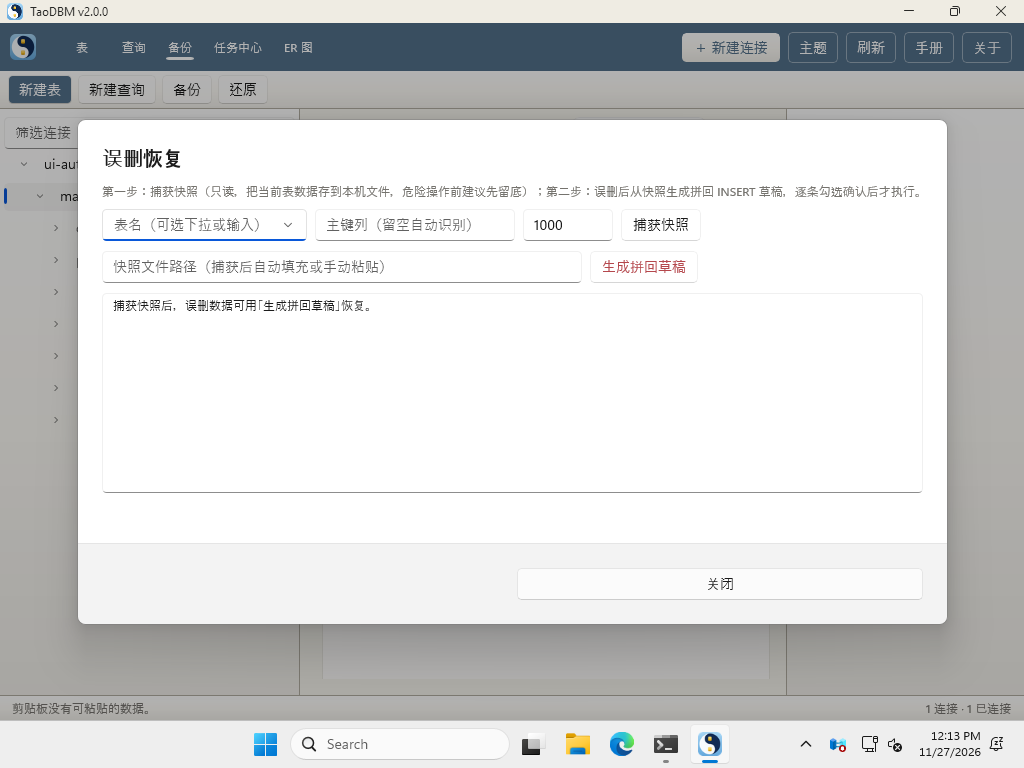 TaoDBM v2.0.0
表 查询 备份 任务中心 ER 图 + 新建连接 主题 刷新 手册 关于
新建表 新建查询 备份 还原
筛选连接
ui-aut
ma
误删恢复
第一步：捕获快照（只读，把当前表数据存到本机文件，危险操作前建议先留底）；第二步：误删后从快照生成拼回 INSERT 草稿，逐条勾选确认后才执行。
表名（可选下拉或输入） 主键列（留空自动识别） 1000 捕获快照
快照文件路径（捕获后自动填充或手动粘贴） 生成拼回草稿
捕获快照后，误删数据可用「生成拼回草稿」恢复。
关闭
剪贴板没有可粘贴的数据。 1 连接 · 1 已连接
Search
12:13 PM
11/27/2026